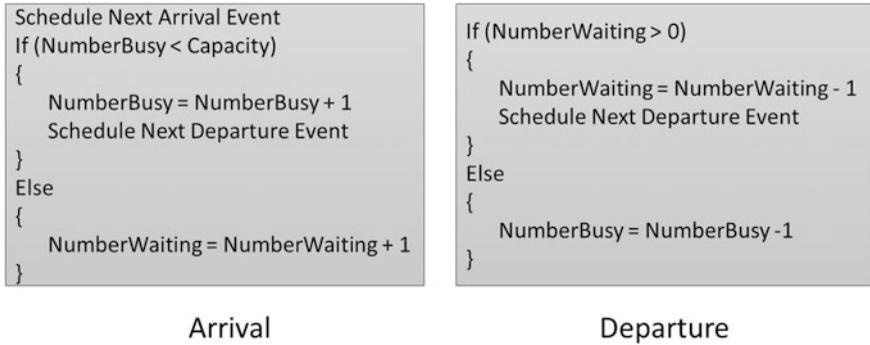 Schedule Next Arrival Event
If (NumberBusy < Capacity)
{
NumberBusy = NumberBusy + 1
Schedule Next Departure Event
}
Else
{
NumberWaiting = NumberWaiting + 1
}
Arrival
If (NumberWaiting > 0)
{
NumberWaiting = NumberWaiting - 1
Schedule Next Departure Event
}
Else
{
NumberBusy = NumberBusy -1
}
Departure